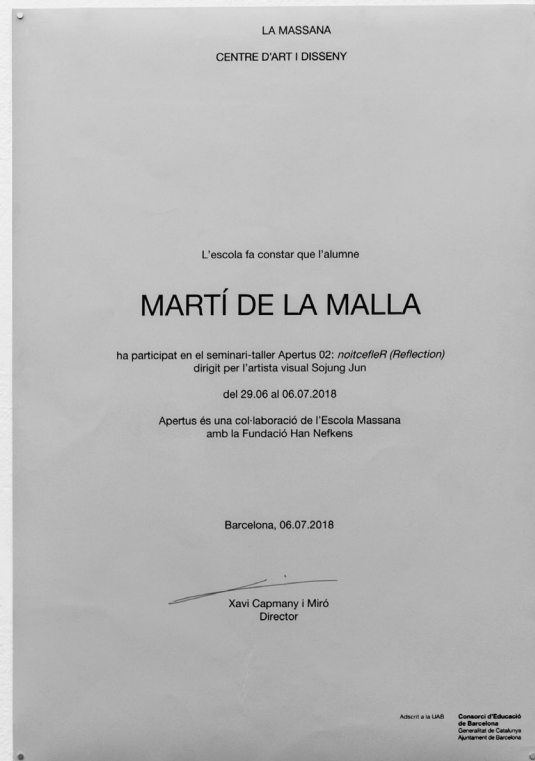 LA MASSANA
CENTRE D'ART I DISSENY
L'escola fa constar que l'alumne
MARTÍ DE LA MALLA
ha participat en el seminari-taller Apertus 02: noitcefleR (Reflection)
dirigit per l'artista visual Sojung Jun
del 29.06 al 06.07.2018
Apertus és una col·laboració de l'Escola Massana
amb la Fundació Han Nefkens
Barcelona, 06.07.2018
Xavi Capmany i Miró
Director
Adscrit a la UAB
Consorci d'Educació
de Barcelona
Generalitat de Catalunya
Ajuntament de Barcelona